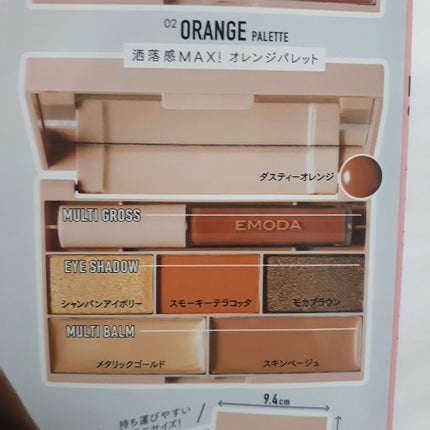 02 ORANGE PALETTE
洒落感MAX! オレンジパレット
ダスティーオレンジ
MULTI GROSS
EMODA
EYE SHADOW
シャンパンアイボリー スモーキーテラコッタ モカブラウン
MULTI BALM
メタリックゴールド スキンベージュ
9.4cm
持ち運びやすい
サイズ!